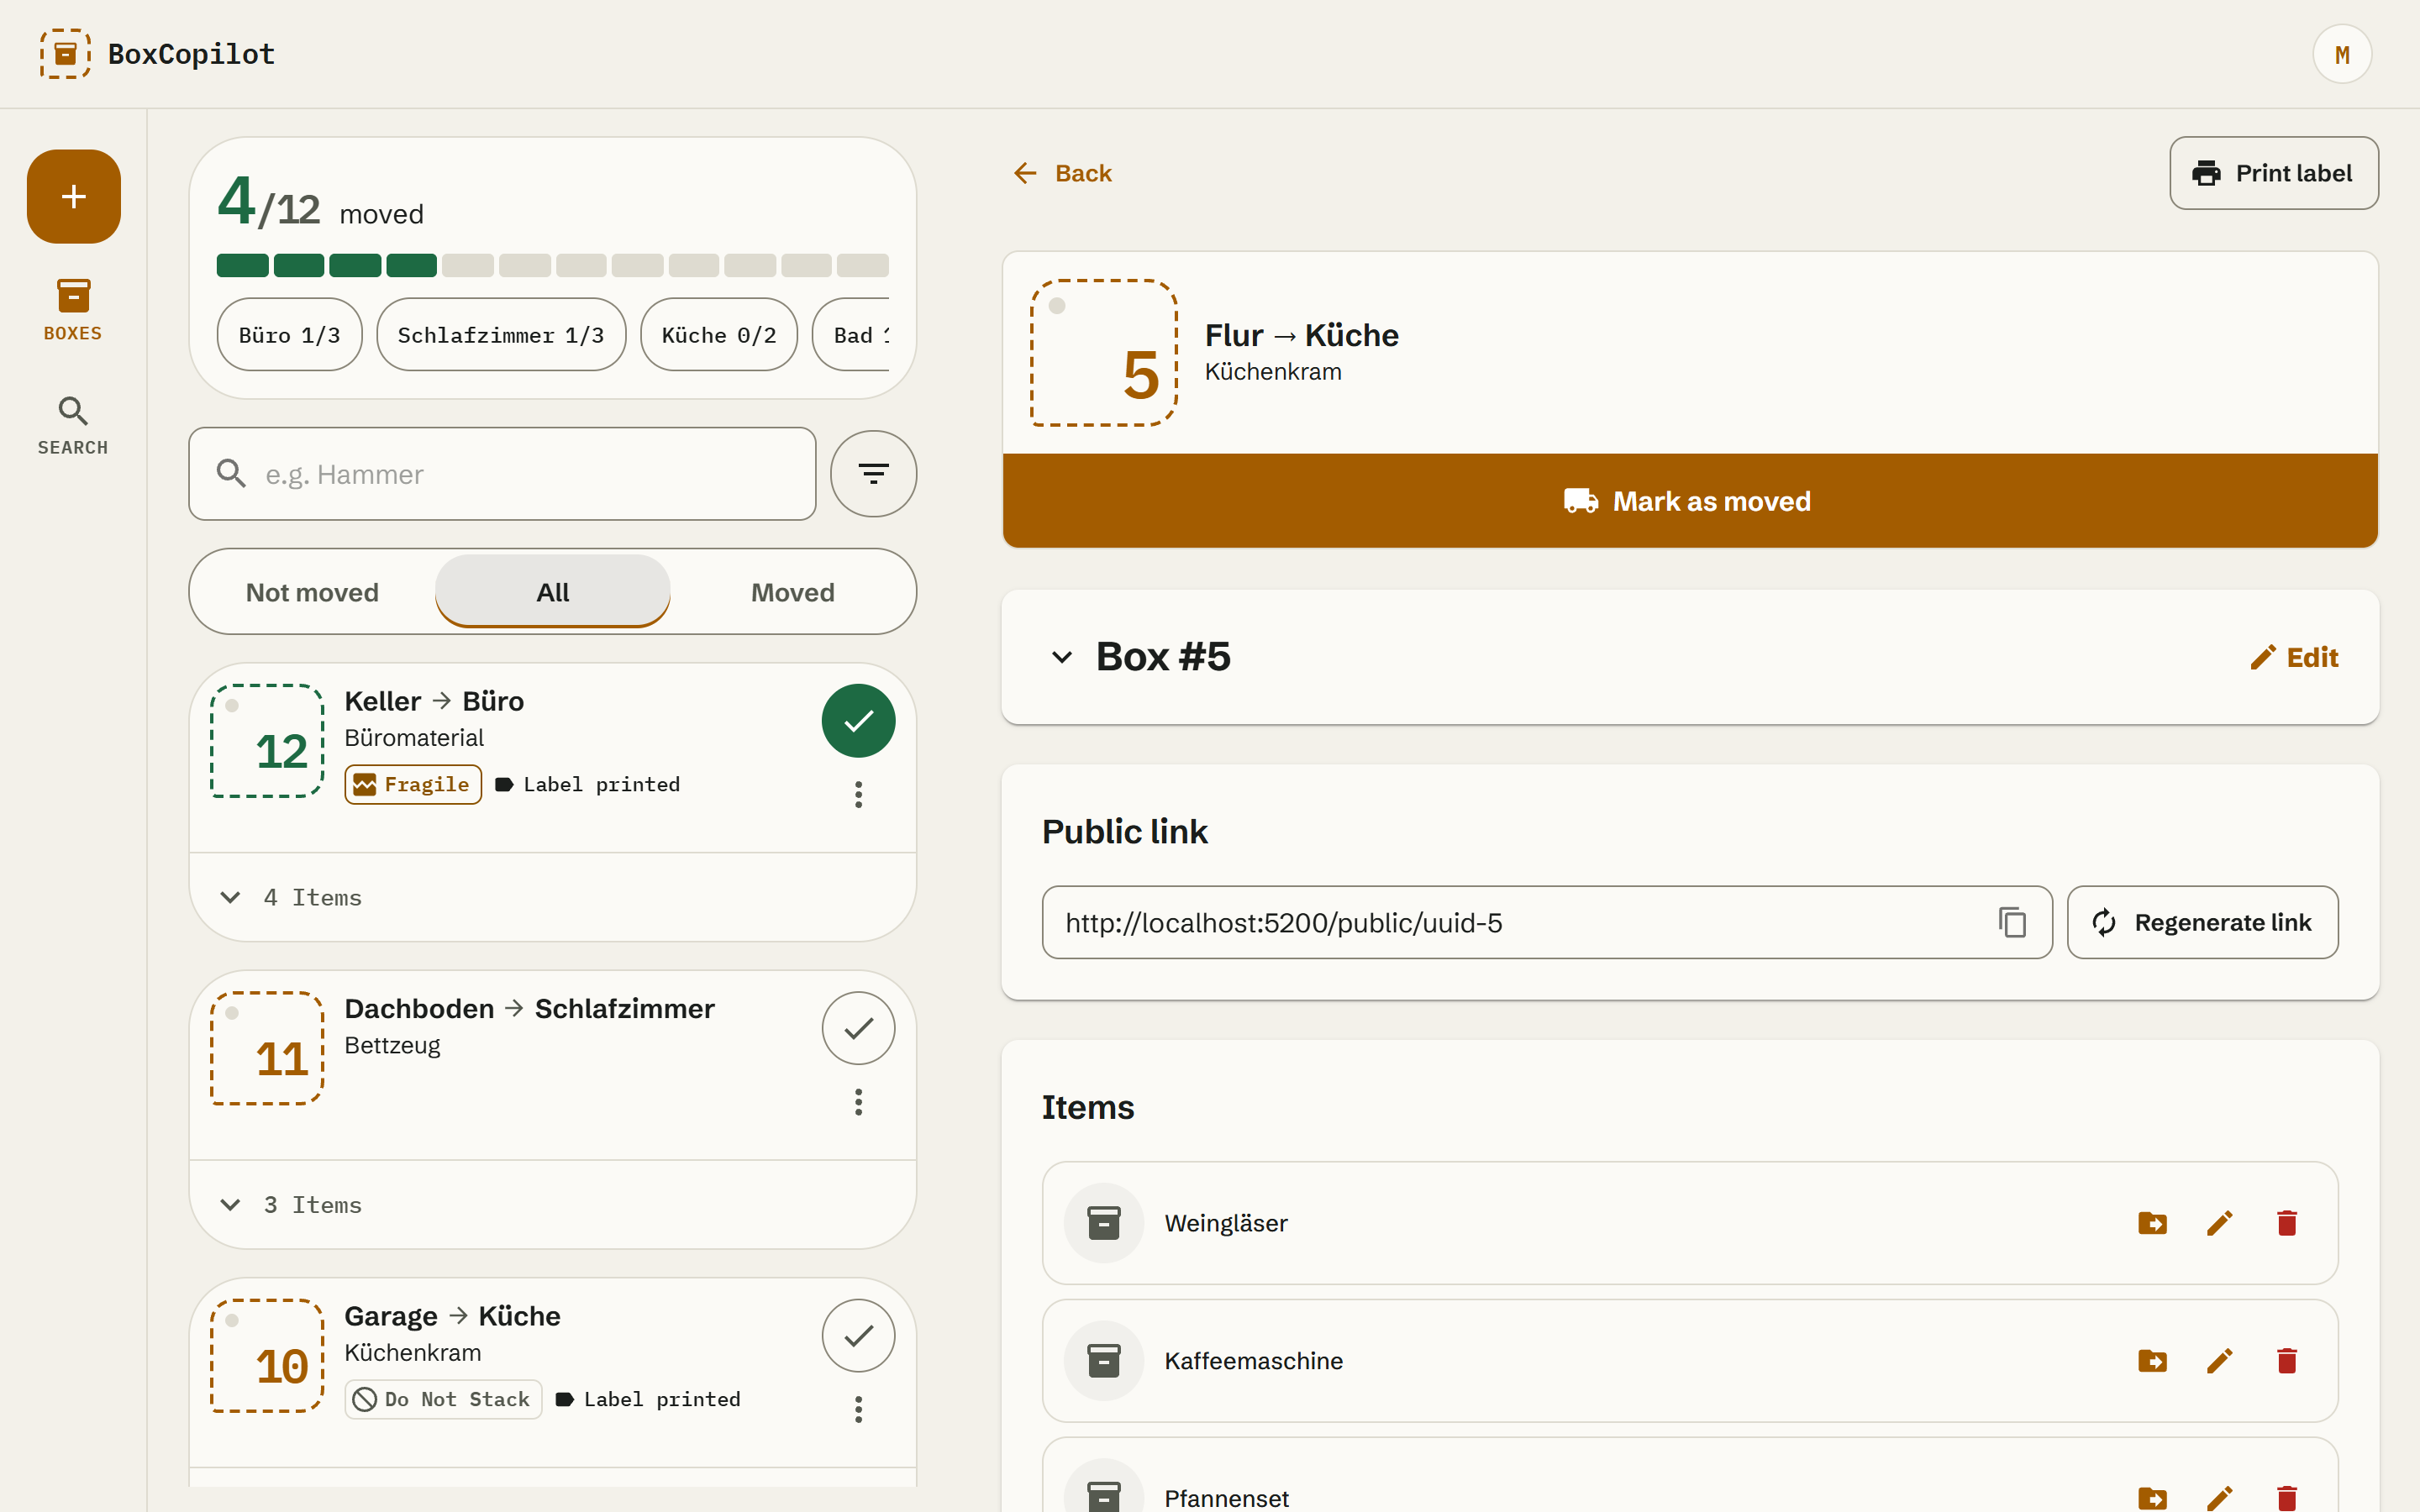 BoxCopilot
M
BOXES
SEARCH
4/12 moved
Büro 1/3
Schlafzimmer 1/3
Küche 0/2
Bad
e.g. Hammer
Not moved
All
Moved
12
Keller → Büro
Büromaterial
Fragile
Label printed
4 Items
11
Dachboden → Schlafzimmer
Bettzeug
3 Items
10
Garage → Küche
Küchenkram
Do Not Stack
Label printed
Back
Print label
5
Flur → Küche
Küchenkram
Mark as moved
Box #5
Edit
Public link
http://localhost:5200/public/uuid-5
Regenerate link
Items
Weingläser
Kaffeemaschine
Pfannenset